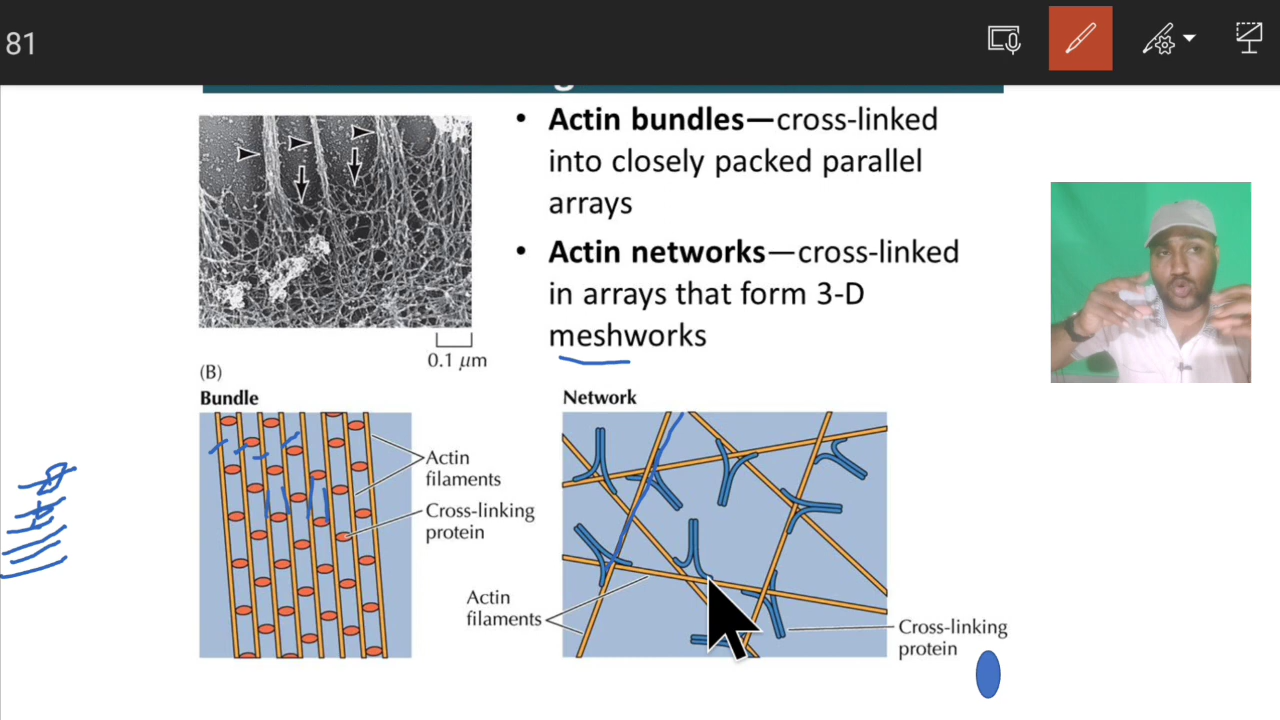 81
• Actin bundles—cross-linked
into closely packed parallel
arrays
• Actin networks—cross-linked
in arrays that form 3-D
meshworks
0.1 μm
(B)
Bundle
Actin
filaments
Cross-linking
protein
Network
Actin
filaments
Cross-linking
protein